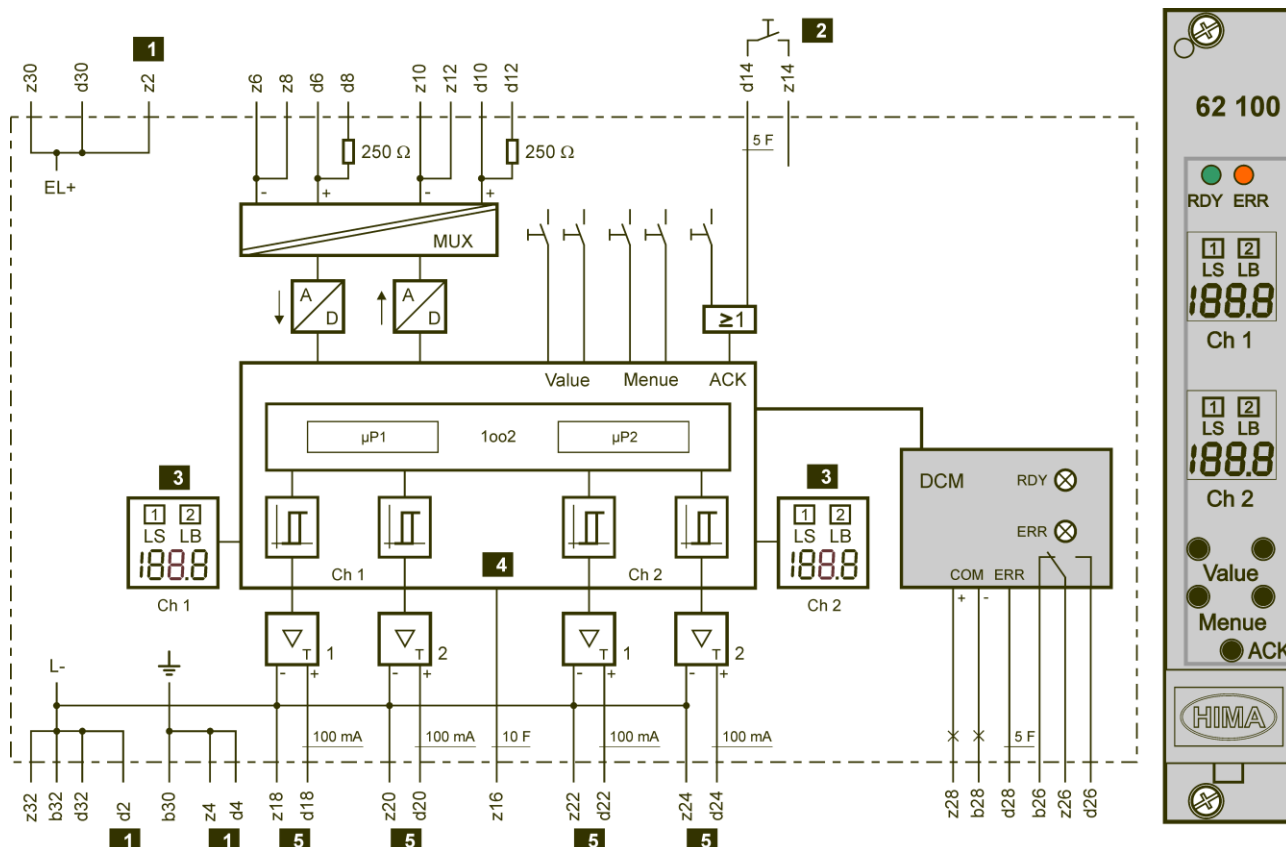 1
2
z30
d30
z2
z6
z8
d6
d8
z10
z12
d10
d12
d14
z14
250 Ω
250 Ω
5 F
EL+
- + - +
MUX
A
D
A
D
≥1
Value Menue ACK
µP1 1oo2 µP2
3
1 2
LS LB
188.8
Ch 1
3
1 2
LS LB
188.8
Ch 2
Ch 1
4
Ch 2
DCM
RDY
ERR
COM ERR
+ -
T 1
T 2
T 1
T 2
- + - + - + - +
L-
100 mA
100 mA
10 F
100 mA
100 mA
5 F
z32
b32
d32
d2
b30
z4
d4
z18
d18
z20
d20
z16
z22
d22
z24
d24
z28
b28
d28
b26
z26
d26
1
1
5
5
5
5
62 100
RDY ERR
1 2
LS LB
188.8
Ch 1
1 2
LS LB
188.8
Ch 2
Value
Menue
ACK
HIMA